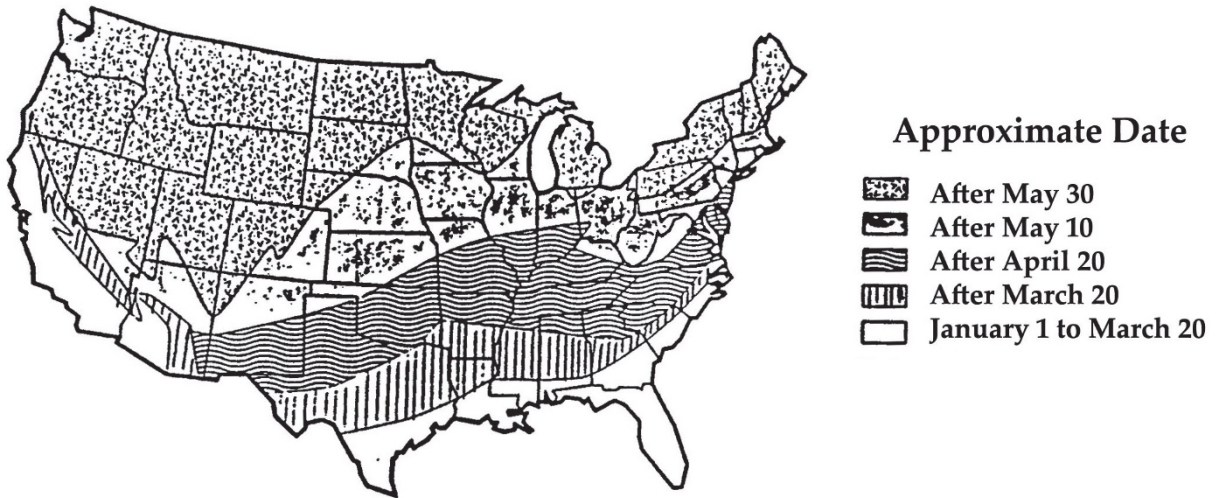 Approximate Date
After May 30
After May 10
After April 20
After March 20
January 1 to March 20